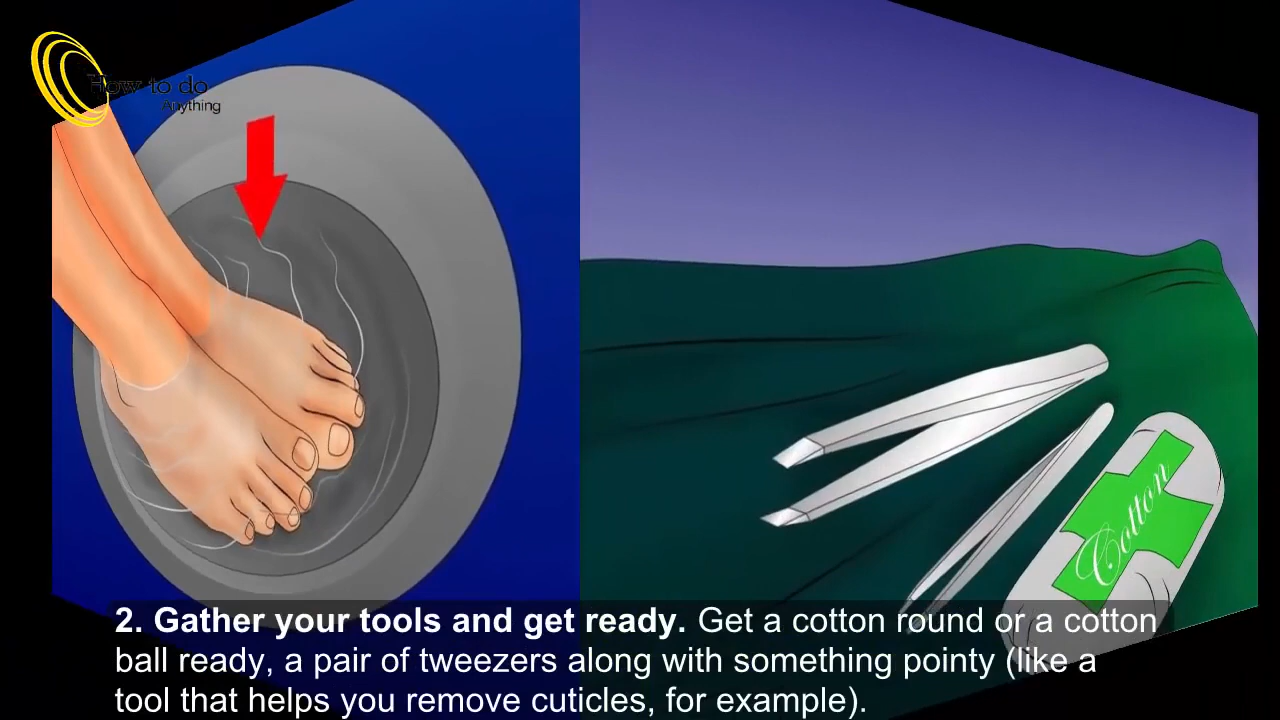 How to do
Anything
Cotton
2. Gather your tools and get ready. Get a cotton round or a cotton
ball ready, a pair of tweezers along with something pointy (like a
tool that helps you remove cuticles, for example).